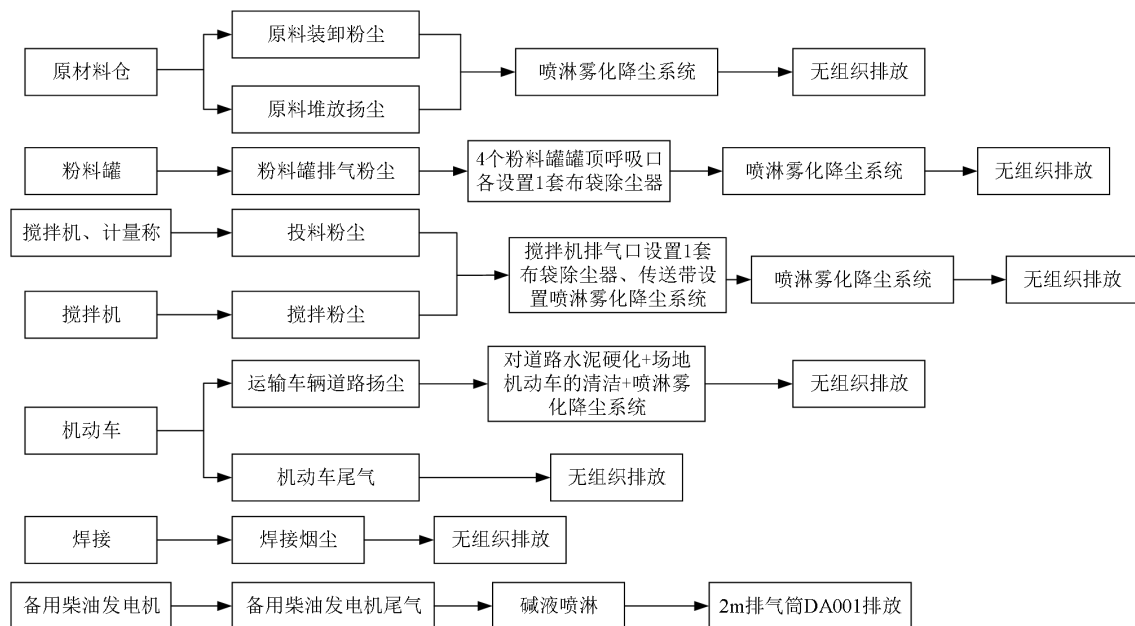 原材料仓
原料装卸粉尘
原料堆放扬尘
喷淋雾化降尘系统
无组织排放
粉料罐
粉料罐排气粉尘
4个粉料罐罐顶呼吸口
各设置1套布袋除尘器
喷淋雾化降尘系统
无组织排放
搅拌机、计量称
投料粉尘
搅拌机
搅拌粉尘
搅拌机排气口设置1套
布袋除尘器、传送带设
置喷淋雾化降尘系统
喷淋雾化降尘系统
无组织排放
机动车
运输车辆道路扬尘
对道路水泥硬化+场地
机动车的清洁+喷淋雾
化降尘系统
无组织排放
机动车尾气
无组织排放
焊接
焊接烟尘
无组织排放
备用柴油发电机
备用柴油发电机尾气
碱液喷淋
2m排气筒DA001排放